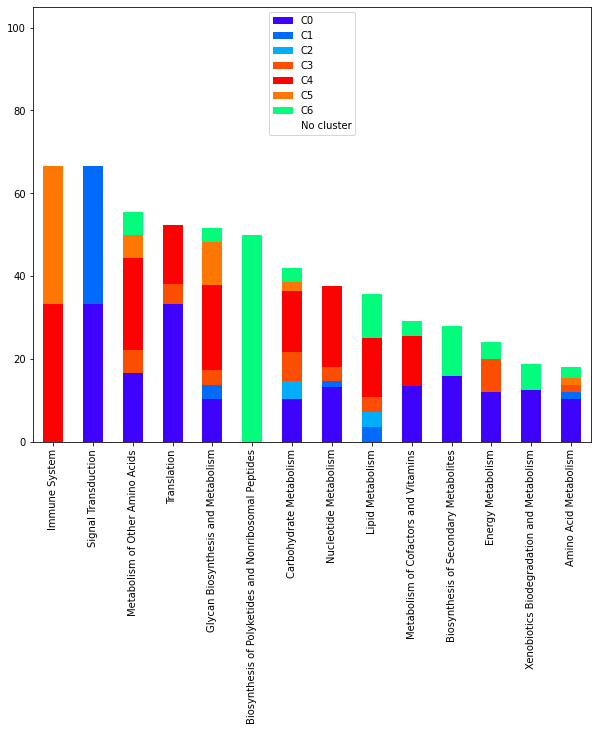 C0
C1
C2
C3
C4
C5
C6
No cluster
100
80
60
40
20
0
Immune System
Signal Transduction
Metabolism of Other Amino Acids
Translation
Glycan Biosynthesis and Metabolism
Biosynthesis of Polyketides and Nonribosomal Peptides
Carbohydrate Metabolism
Nucleotide Metabolism
Lipid Metabolism
Metabolism of Cofactors and Vitamins
Biosynthesis of Secondary Metabolites
Energy Metabolism
Xenobiotics Biodegradation and Metabolism
Amino Acid Metabolism